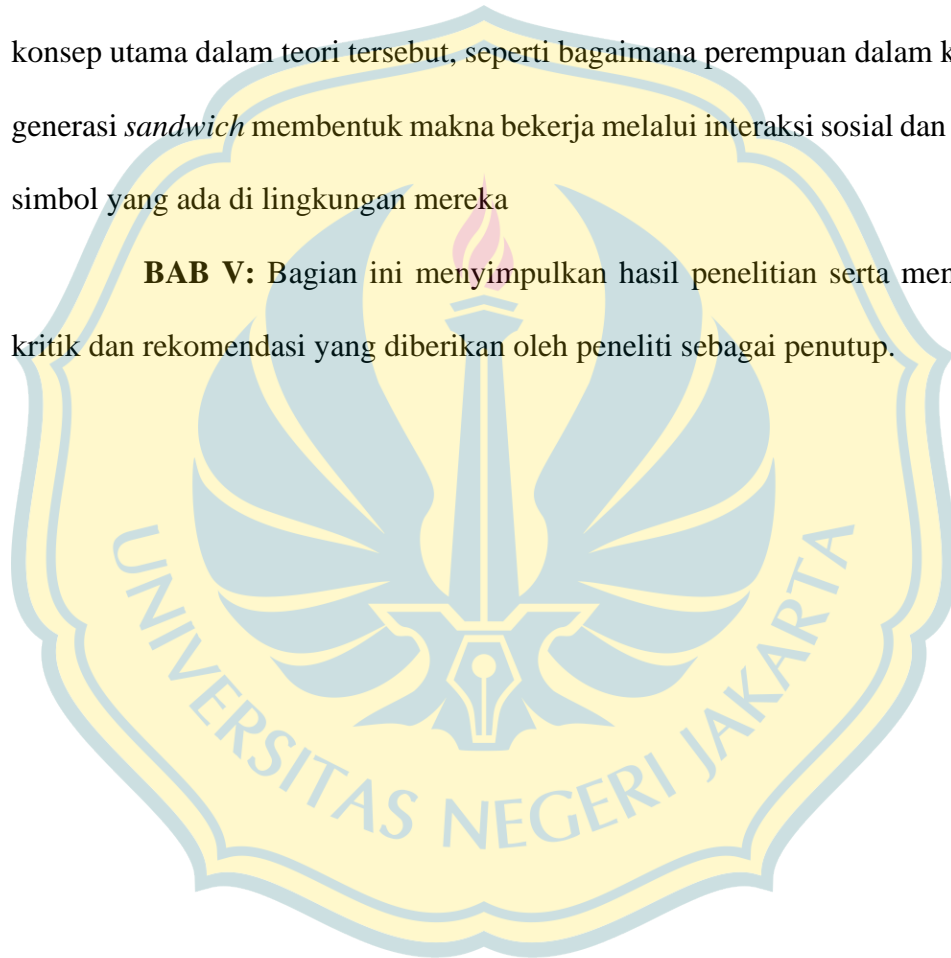 konsep utama dalam teori tersebut, seperti bagaimana perempuan dalam
generasi sandwich membentuk makna bekerja melalui interaksi sosial dan
simbol yang ada di lingkungan mereka
BAB V: Bagian ini menyimpulkan hasil penelitian serta
kritik dan rekomendasi yang diberikan oleh peneliti sebagai penutup.
UNIVERSITAS NEGERI JAKARTA